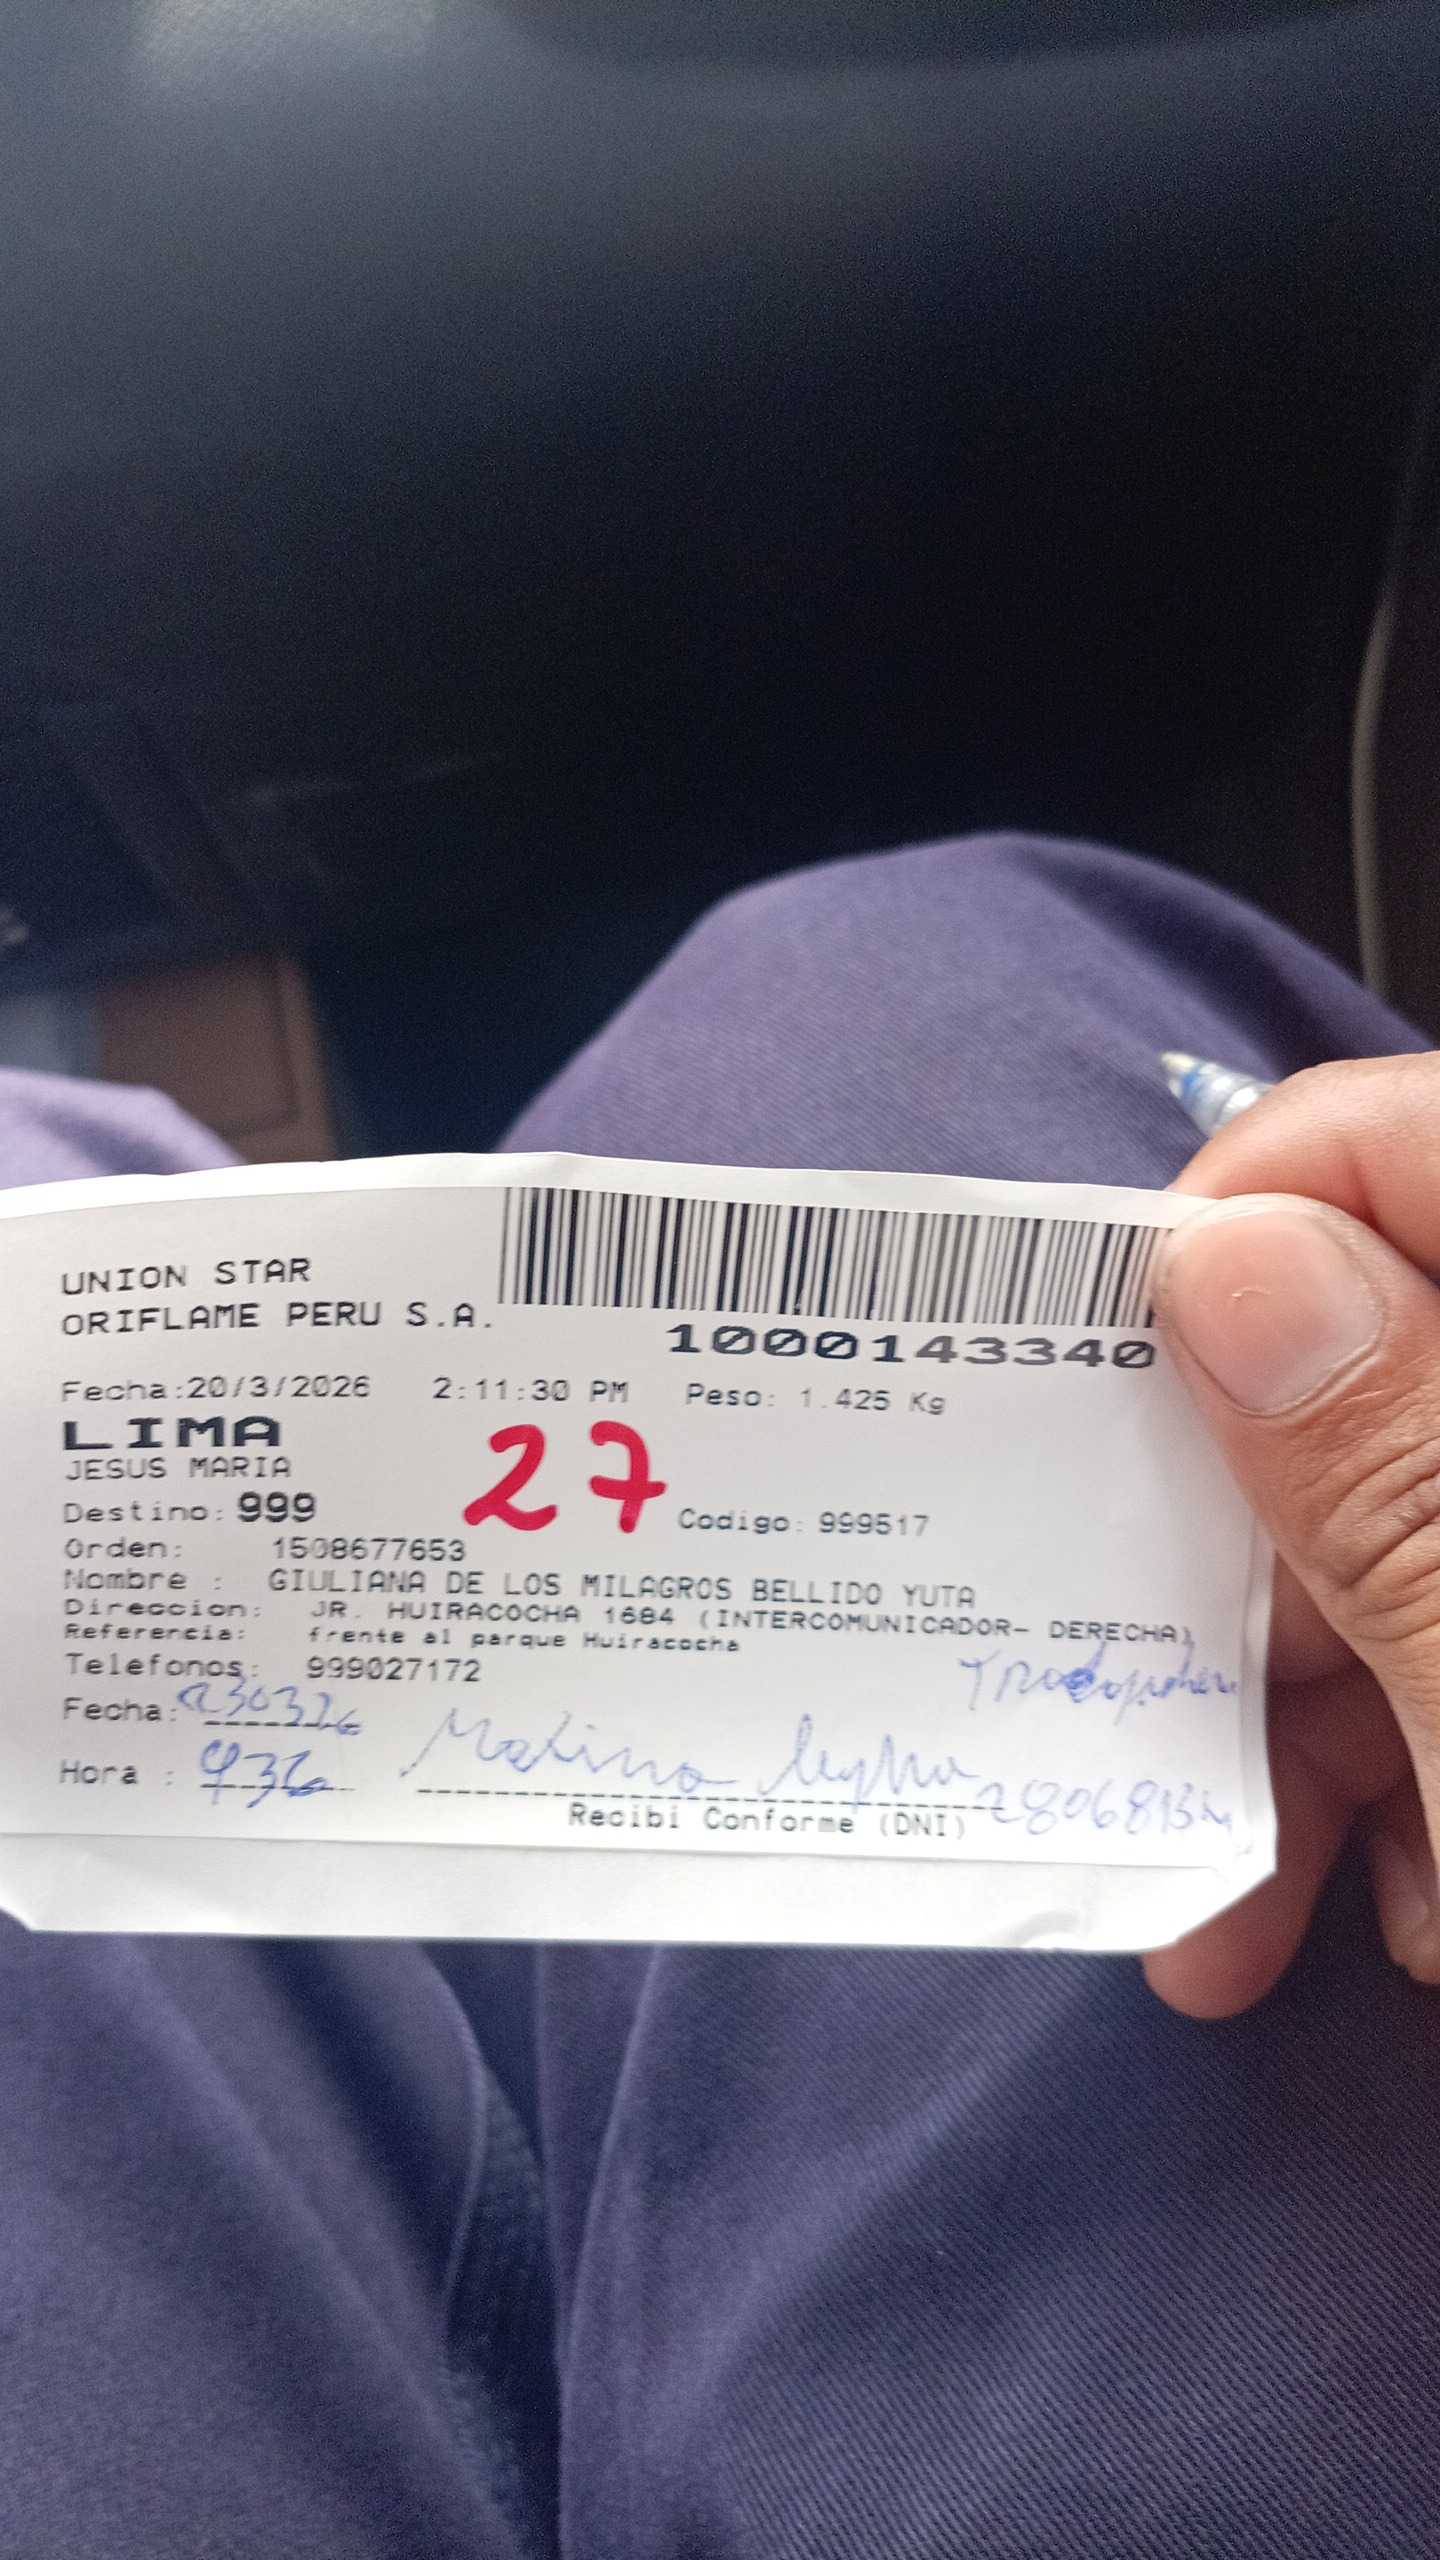 UNION STAR
ORIFLAME PERU S.A.
1000143340
Fecha:20/3/2026 2:11:30 PM Peso: 1.425 Kg
LIMA
JESUS MARIA
27
Destino: 999 Codigo: 999517
Orden: 1508677653
Nombre : GIULIANA DE LOS MILAGROS BELLIDO YUTA
Direccion: JR. HUIRACOCHA 1684 (INTERCOMUNICADOR- DERECHA)
Referencia: frente al parque Huiracocha
Telefonos: 999027172
Fecha: 230326
Hora : 936
Recibi Conforme (DNI)